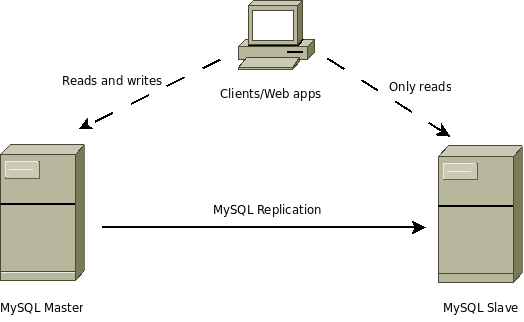 Reads and writes
Clients/Web apps
Only reads
MySQL Replication
MySQL Master
MySQL Slave